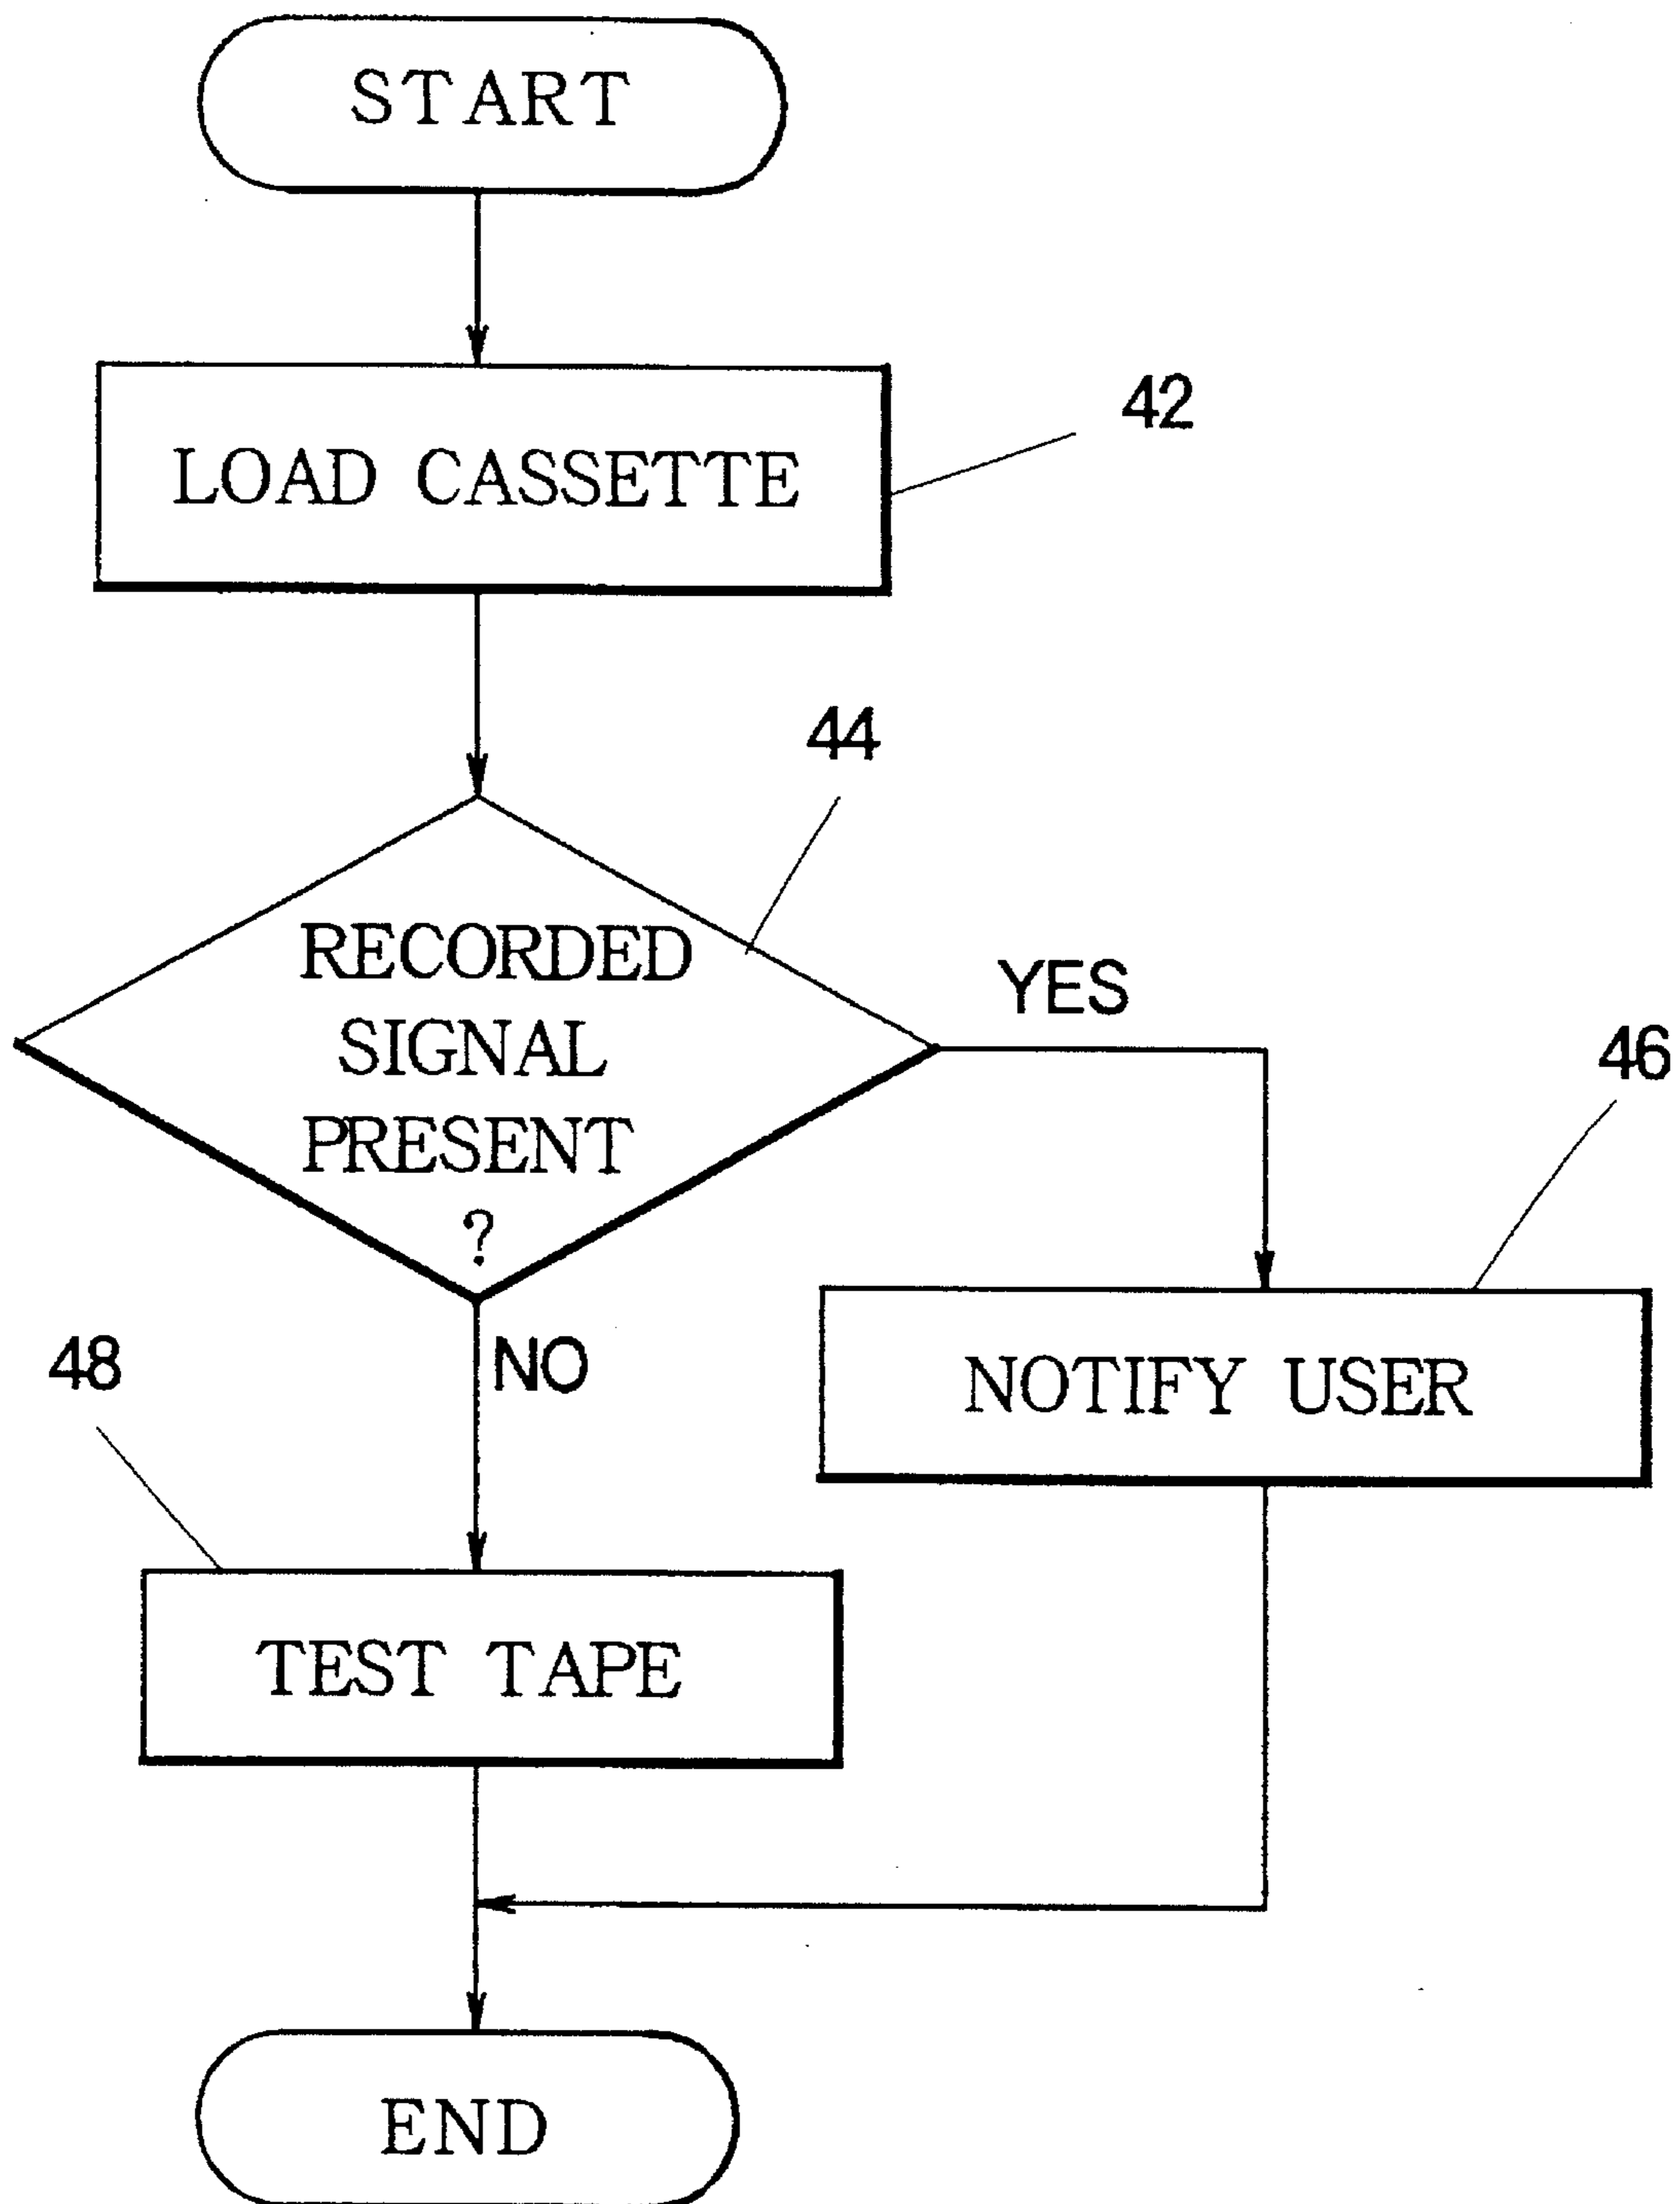 START
LOAD CASSETTE
42
44
RECORDED
SIGNAL
PRESENT
?
YES
46
NOTIFY USER
NO
48
TEST TAPE
END